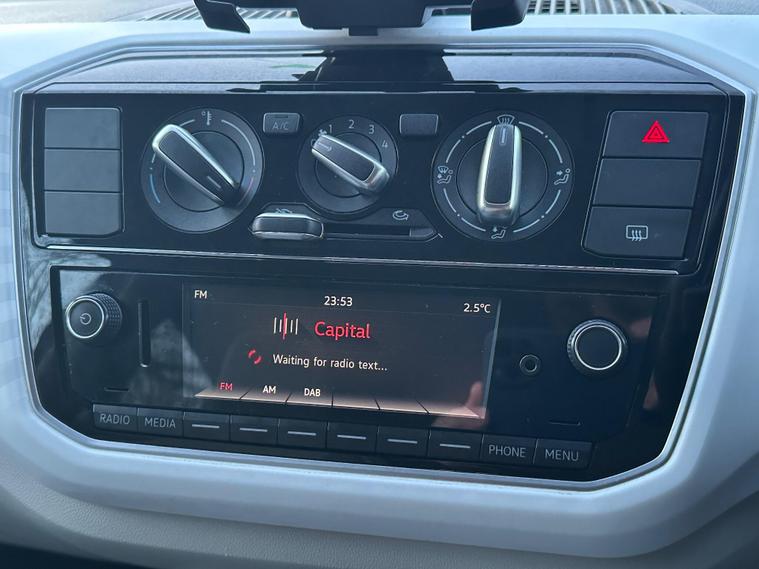 A/C
1 2 3 4
FM
23:53
2.5°C
Capital
Waiting for radio text...
FM AM DAB
RADIO MEDIA PHONE MENU